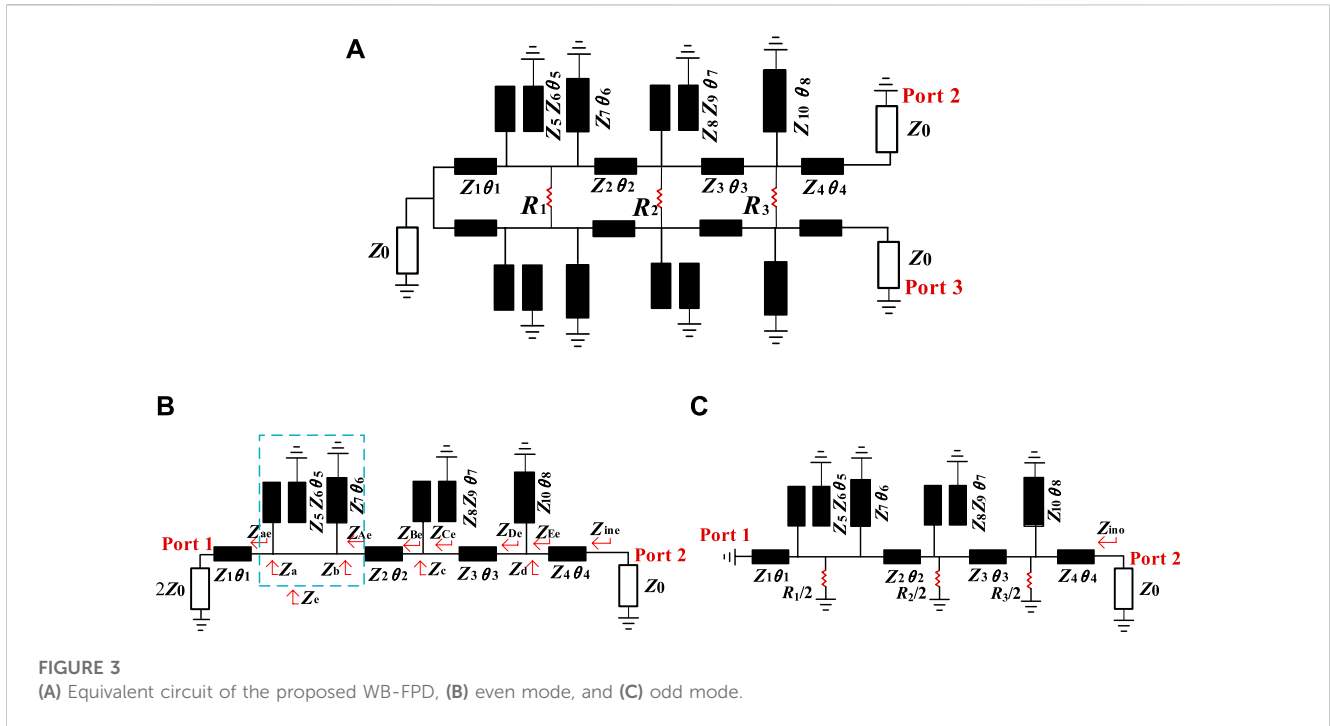 A
Z5 Z6 θ5
Z7 θ6
Z8 Z9 θ7
Z10 θ8
Port 2
Z0
Z1 θ1
Z2 θ2
Z3 θ3
Z4 θ4
R1
R2
R3
Z0
Z0
Port 3
B
Z5 Z6 θ5
Z7 θ6
Z8 Z9 θ7
Z10 θ8
Zae
ZAe
ZBe
ZCe
ZDe
ZEe
Zine
Port 1
Port 2
Z1 θ1
Za
Zb
Z2 θ2
Zc
Z3 θ3
Zd
Z4 θ4
2Z0
Ze
Z0
C
Z5 Z6 θ5
Z7 θ6
Z8 Z9 θ7
Z10 θ8
Zino
Port 1
Port 2
Z1 θ1
Z2 θ2
Z3 θ3
Z4 θ4
R1/2
R2/2
R3/2
Z0
FIGURE 3
(A) Equivalent circuit of the proposed WB-FPD, (B) even mode, and (C) odd mode.